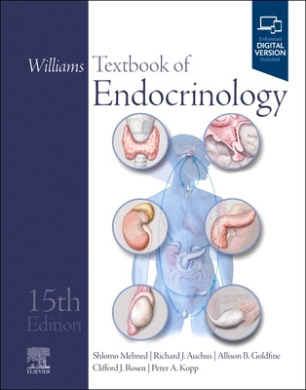 Enhanced
DIGITAL
VERSION
Included
Williams Textbook of
Endocrinology
15th
Edition
Shlomo Melmed | Richard J. Auchus | Allison B. Goldfine
Clifford J. Rosen | Peter A. Kopp
ELSEVIER